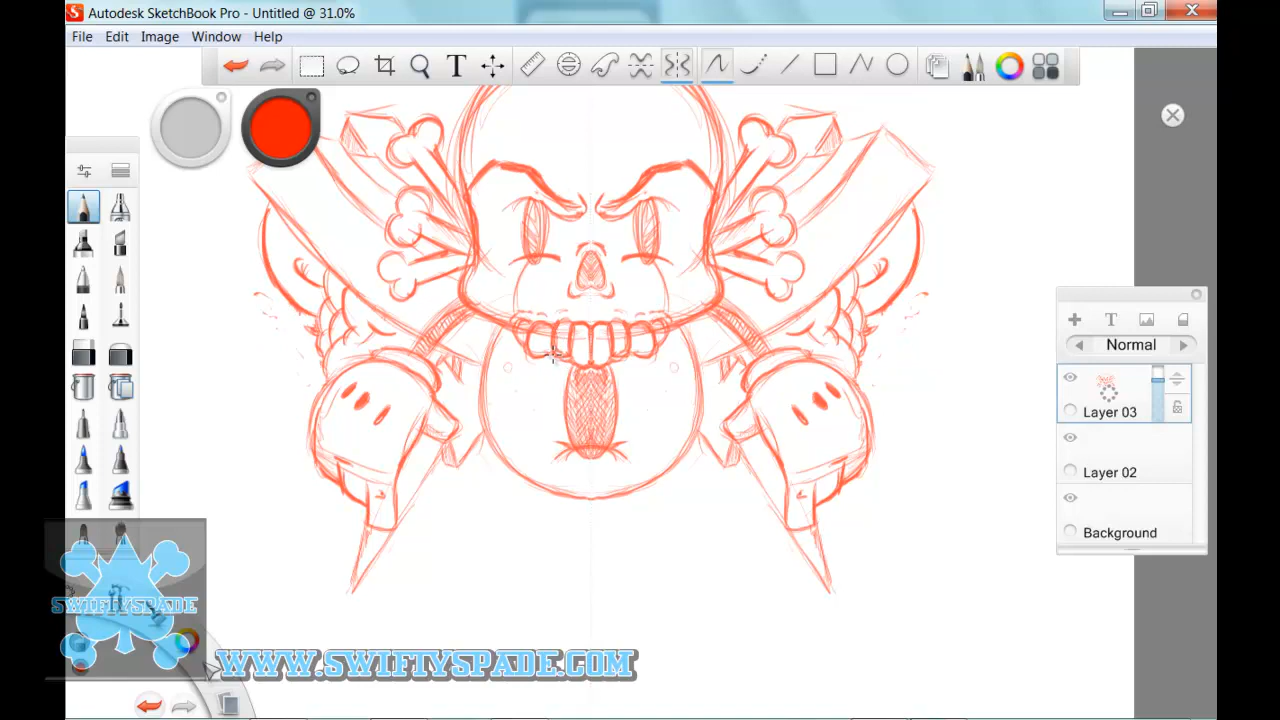 Autodesk SketchBook Pro - Untitled @ 31.0%
File Edit Image Window Help
T
T
Normal
Layer 03
Layer 02
Background
SWIFTYSPADE
WWW.SWIFTYSPADE.COM